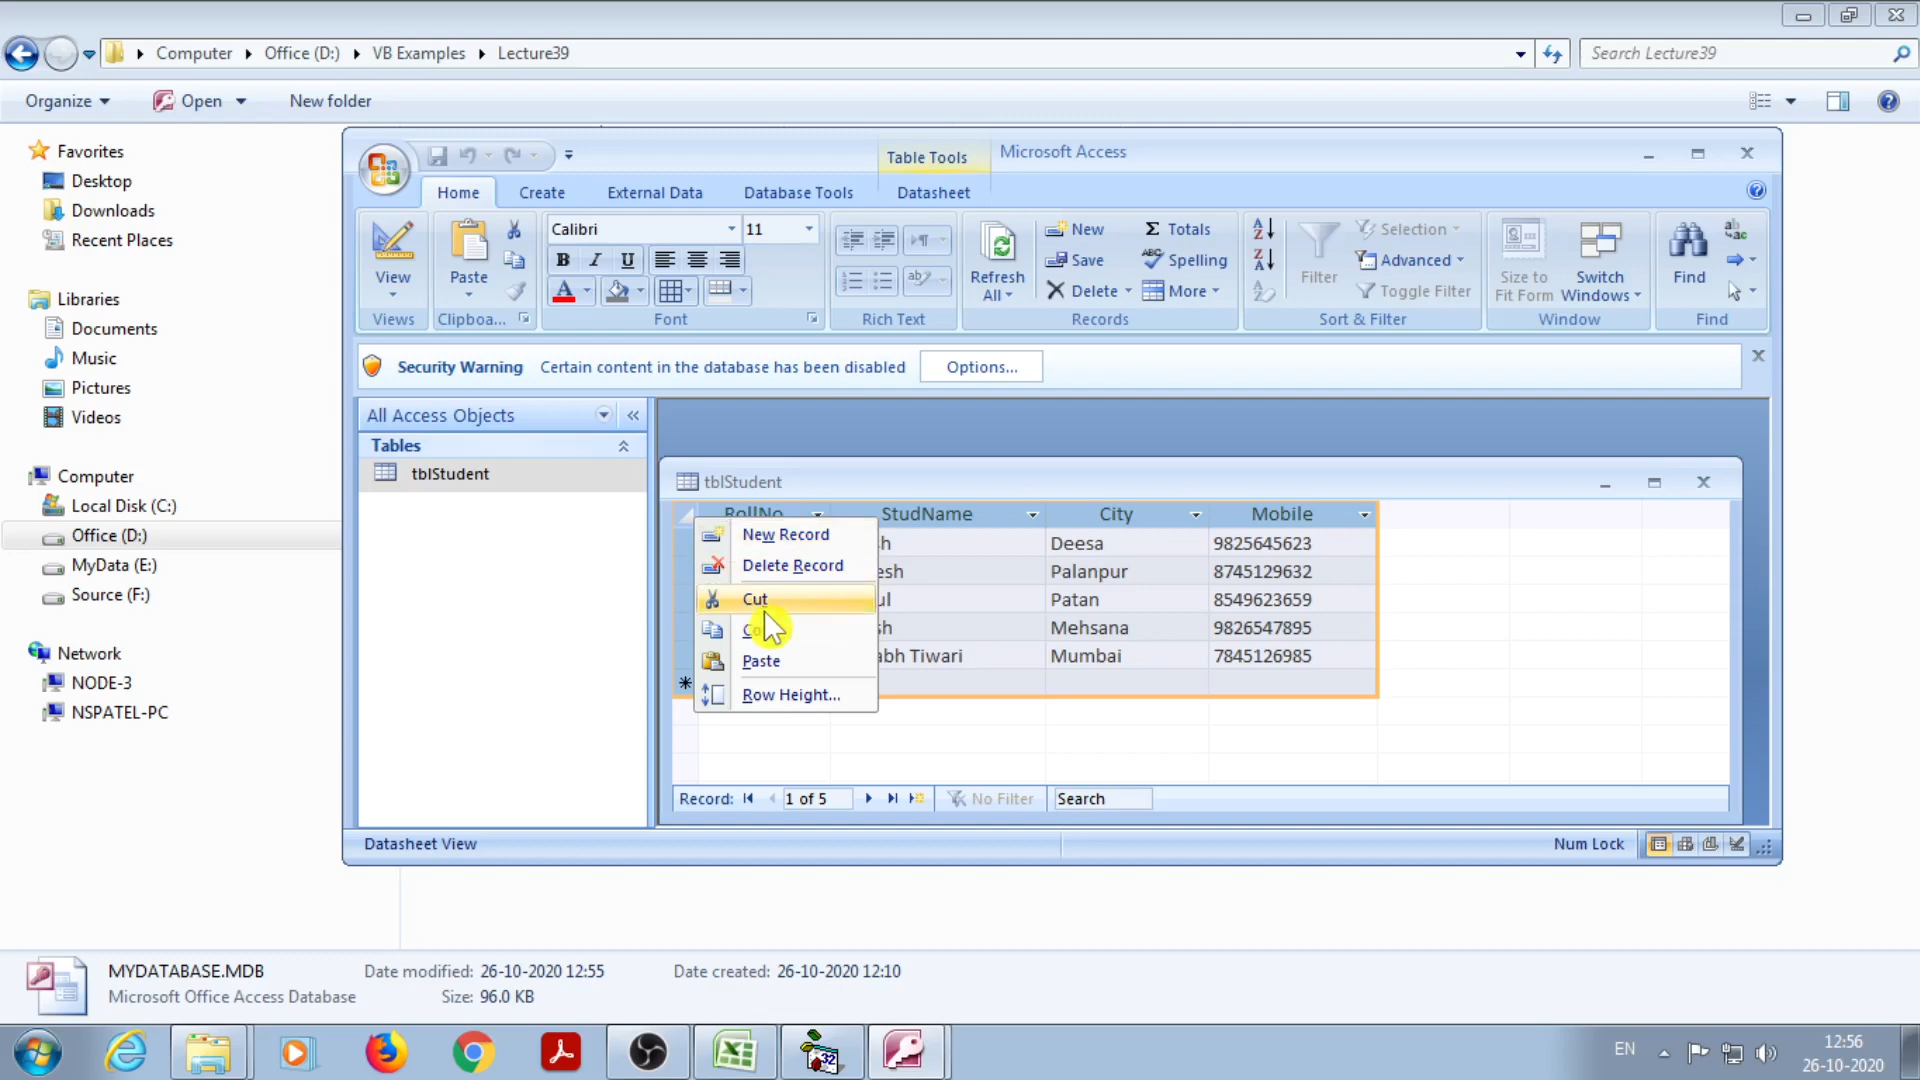 Computer Office (D:) VB Examples Lecture39
Search Lecture39
Organize Open New folder
Favorites
Desktop
Downloads
Recent Places
Libraries
Documents
Music
Pictures
Videos
Computer
Local Disk (C:)
Office (D:)
MyData (E:)
Source (F:)
Network
NODE-3
NSPATEL-PC
Table Tools Microsoft Access
Home Create External Data Database Tools Datasheet
Calibri 11
View Paste
B I U
Refresh All
New Save Delete
Totals Spelling More
Filter
Selection Advanced Toggle Filter
Size to Fit Form
Switch Windows
Find
Views Clipboa... Font Rich Text Records Sort & Filter Window Find
Security Warning Certain content in the database has been disabled Options...
All Access Objects
Tables
tblStudent
tblStudent
RollNo StudName City Mobile
sh Deesa 9825645623
esh Palanpur 8745129632
ul Patan 8549623659
sh Mehsana 9826547895
abh Tiwari Mumbai 7845126985
New Record
Delete Record
Cut
Paste
Row Height...
Record: 1 of 5 No Filter Search
Datasheet View Num Lock
MYDATABASE.MDB Date modified: 26-10-2020 12:55 Date created: 26-10-2020 12:10
Microsoft Office Access Database Size: 96.0 KB
EN 12:56
26-10-2020